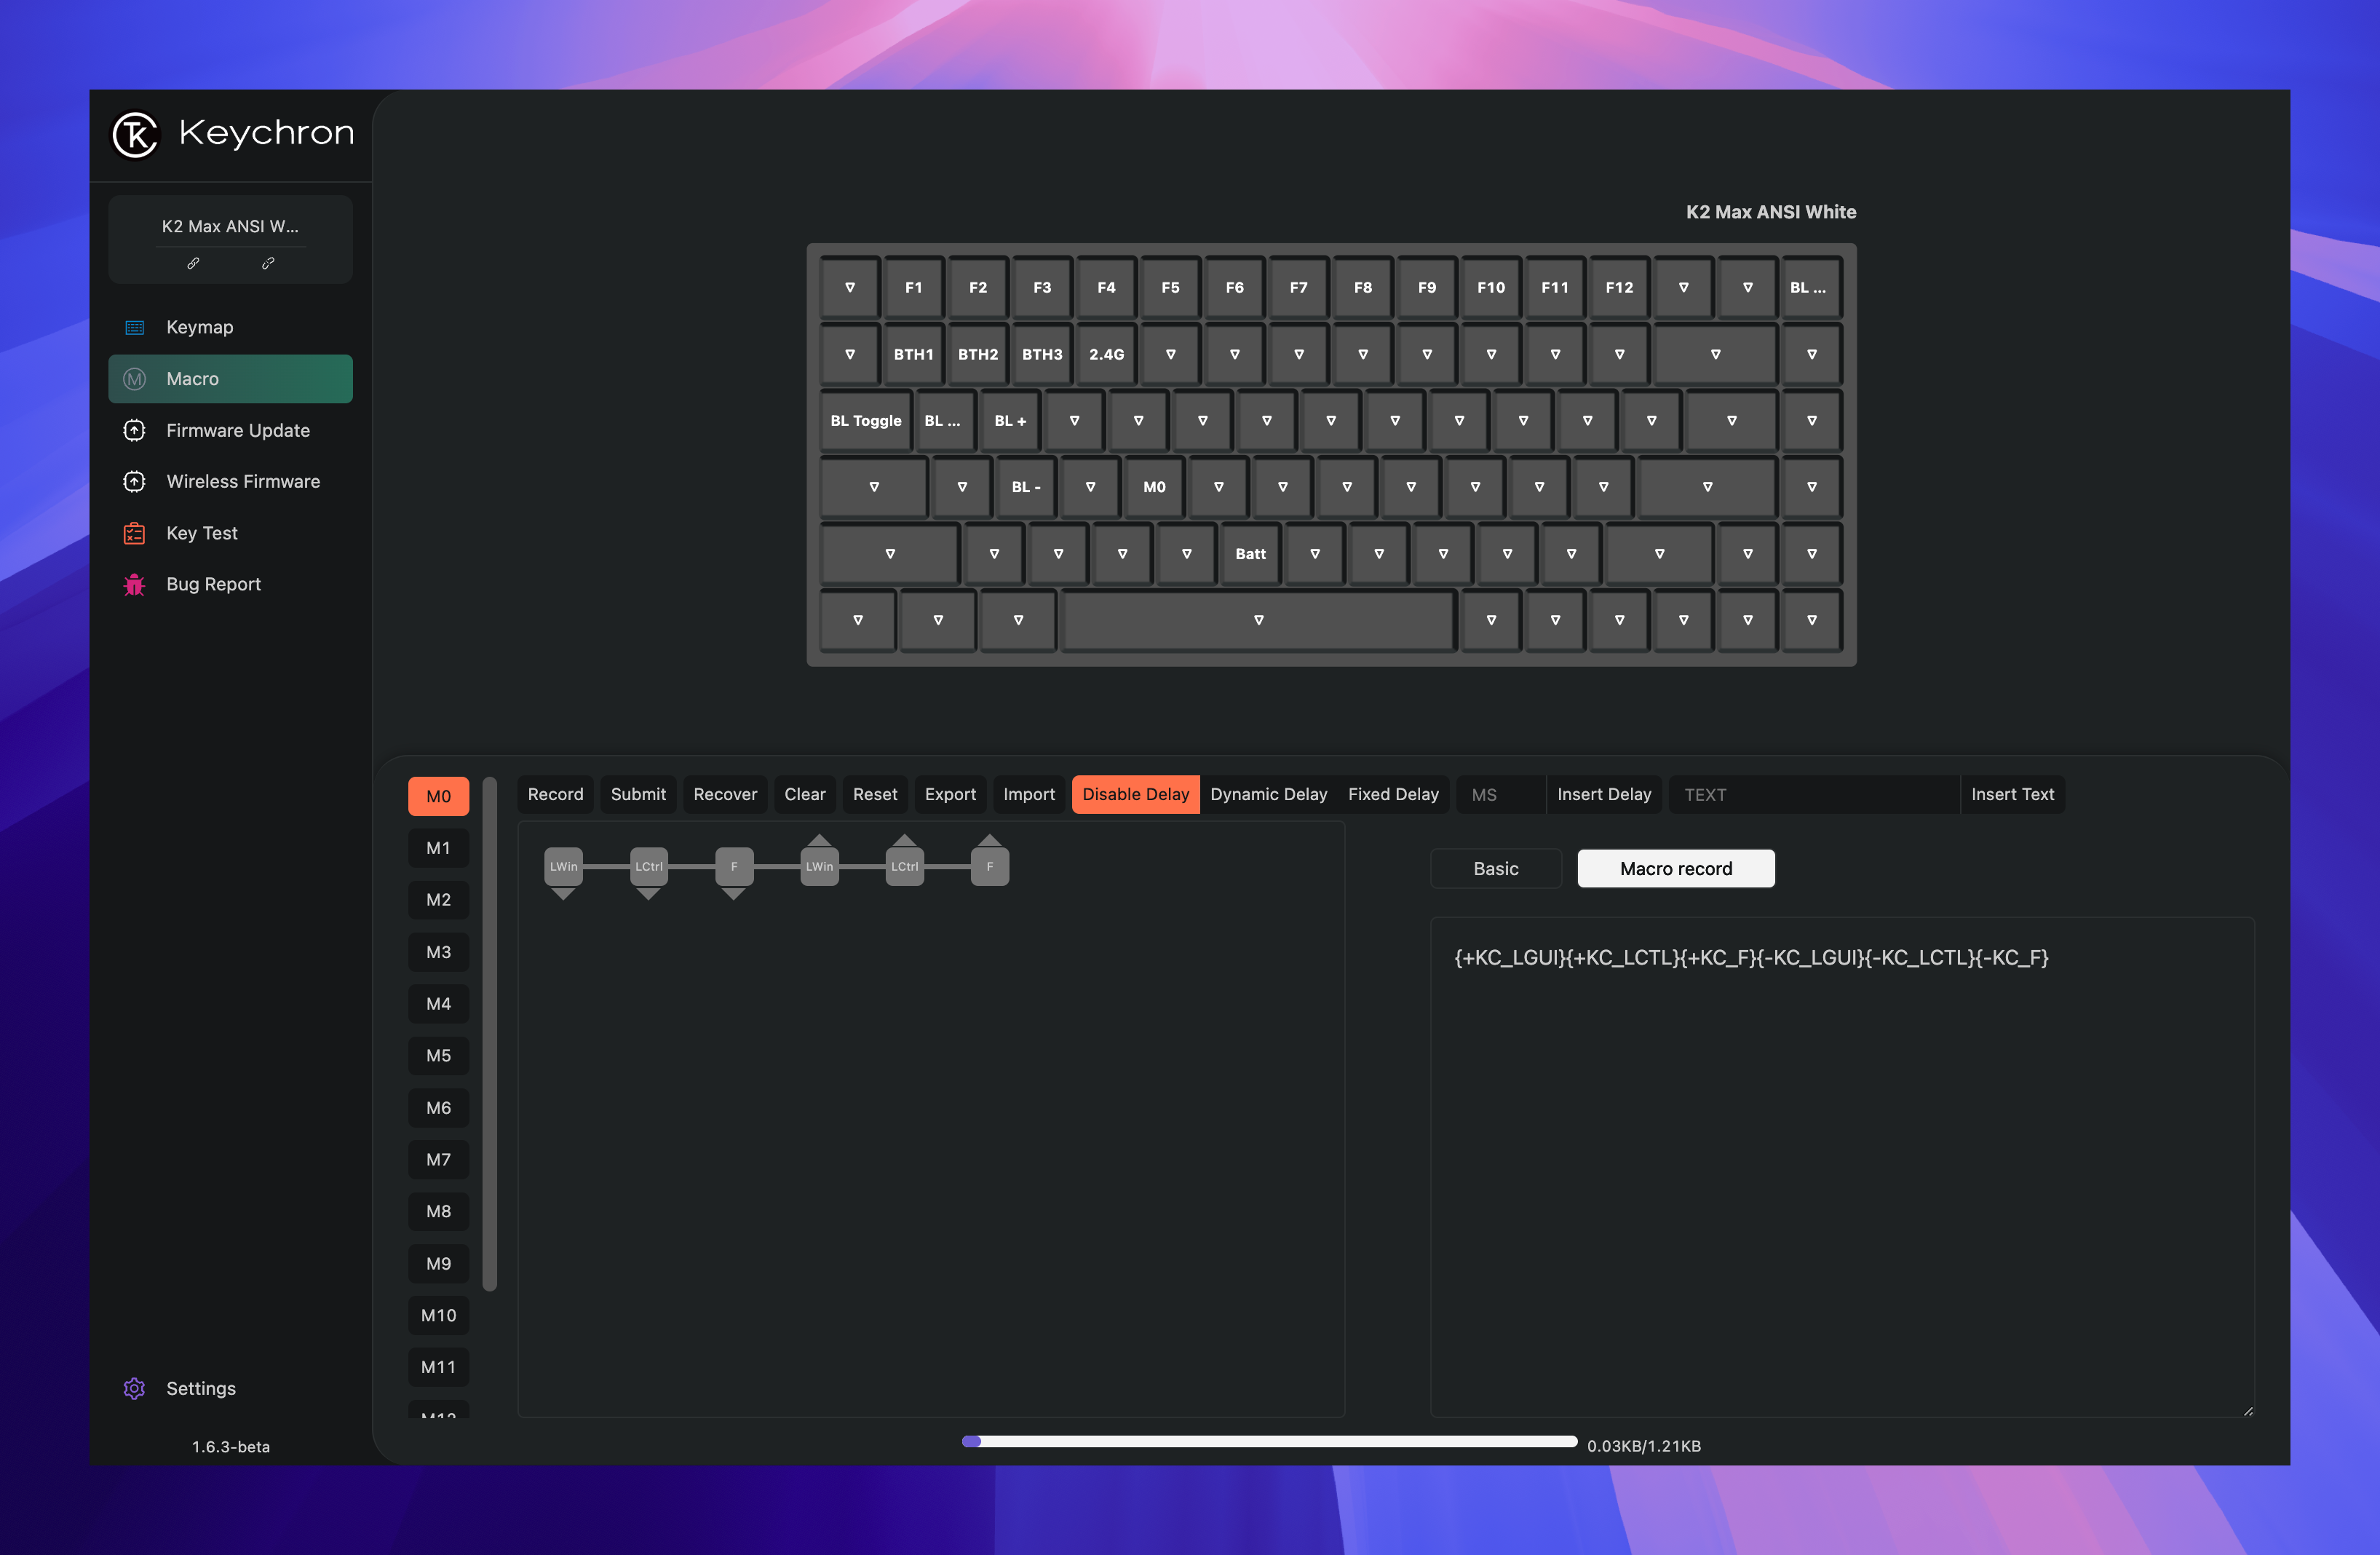 Keychron
K2 Max ANSI W...
Keymap
Macro
Firmware Update
Wireless Firmware
Key Test
Bug Report
Settings
1.6.3-beta
K2 Max ANSI White
∇ F1 F2 F3 F4 F5 F6 F7 F8 F9 F10 F11 F12 ∇ ∇ BL ...
∇ BTH1 BTH2 BTH3 2.4G ∇ ∇ ∇ ∇ ∇ ∇ ∇ ∇ ∇ ∇
BL Toggle BL ... BL + ∇ ∇ ∇ ∇ ∇ ∇ ∇ ∇ ∇ ∇ ∇ ∇
∇ ∇ BL - ∇ M0 ∇ ∇ ∇ ∇ ∇ ∇ ∇ ∇ ∇
∇ ∇ ∇ ∇ ∇ Batt ∇ ∇ ∇ ∇ ∇ ∇ ∇ ∇
∇ ∇ ∇ ∇ ∇ ∇ ∇ ∇ ∇ ∇
M0
M1
M2
M3
M4
M5
M6
M7
M8
M9
M10
M11
M12
Record Submit Recover Clear Reset Export Import Disable Delay Dynamic Delay Fixed Delay MS Insert Delay TEXT Insert Text
LWin LCtrl F LWin LCtrl F
Basic Macro record
{+KC_LGUI}{+KC_LCTL}{+KC_F}{-KC_LGUI}{-KC_LCTL}{-KC_F}
0.03KB/1.21KB